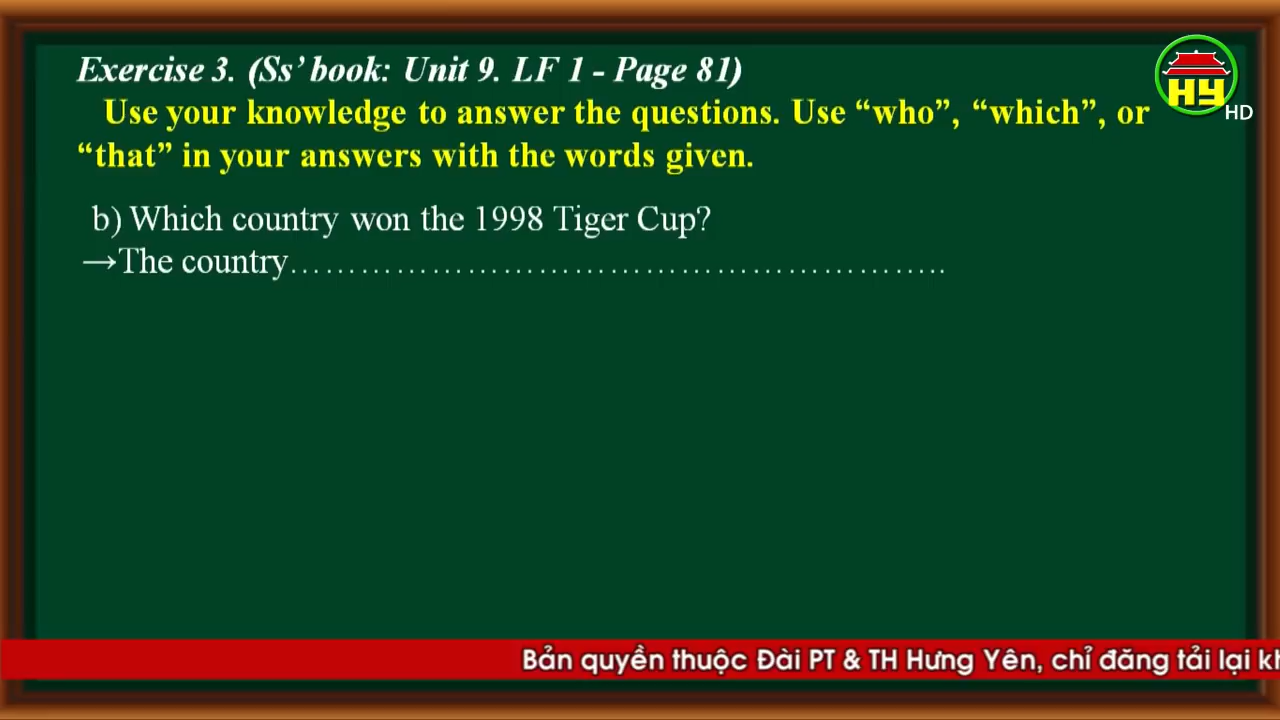 Exercise 3. (Ss’ book: Unit 9. LF 1 - Page 81)
Use your knowledge to answer the questions. Use “who”, “which”, or
“that” in your answers with the words given.
HY
HD
b) Which country won the 1998 Tiger Cup?
→The country…………………………………………………..
Bản quyền thuộc Đài PT & TH Hưng Yên, chỉ đăng tải lại